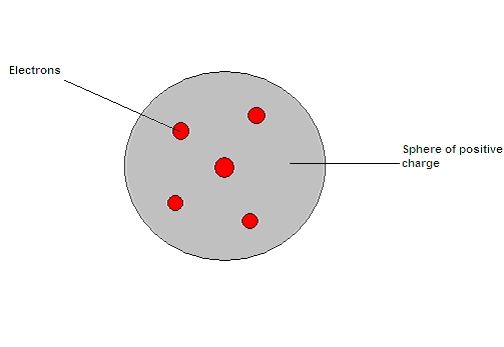 Electrons
Sphere of positive
charge